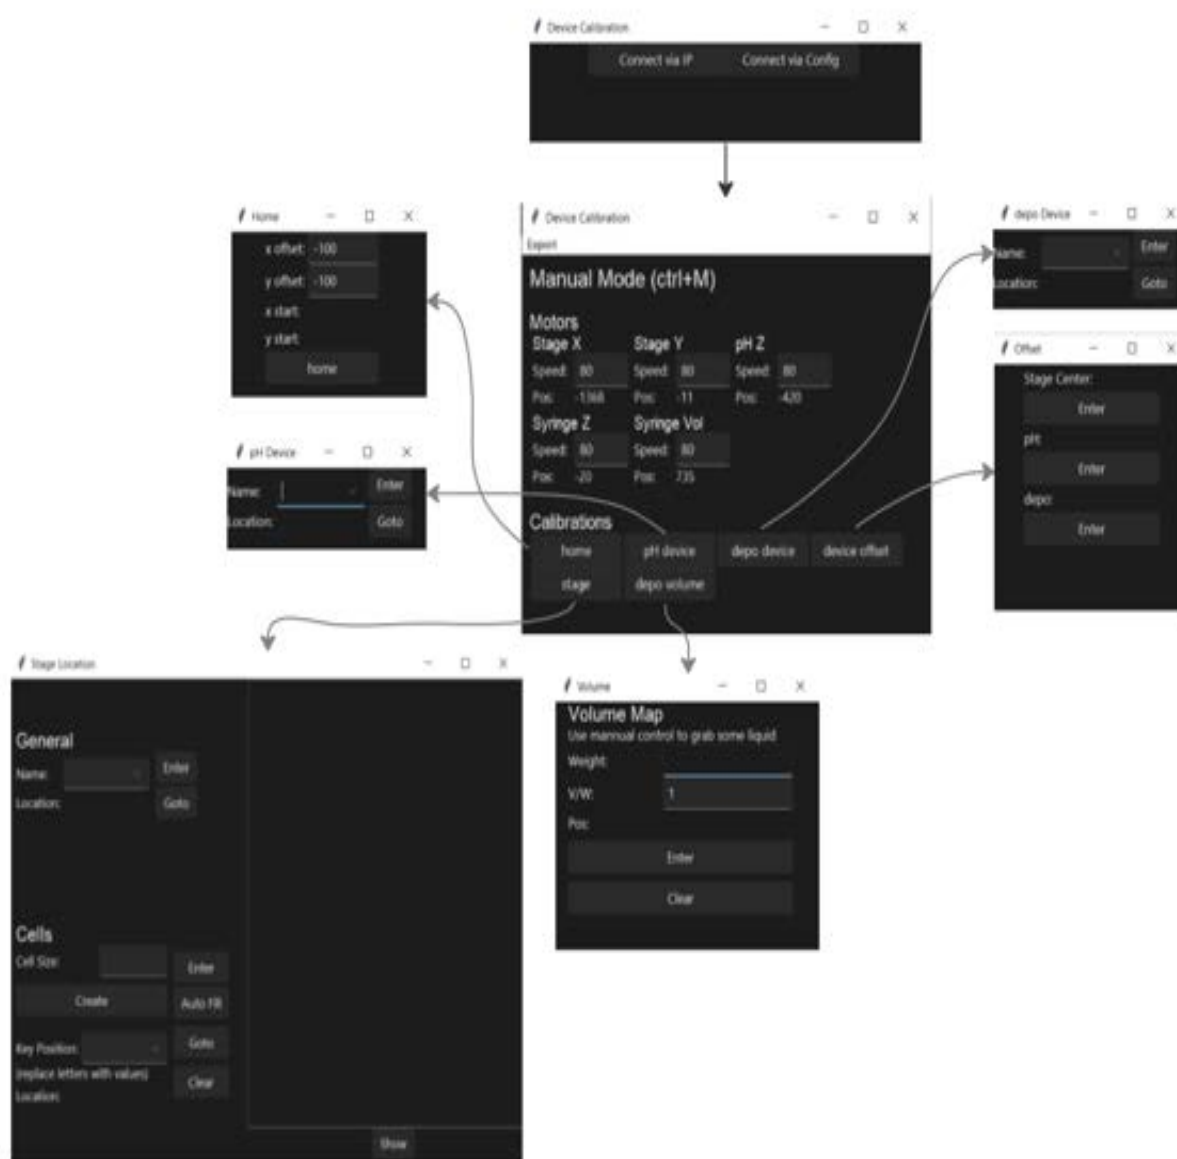 Device Calibration
Connect via IP Connect via Config
Home
x offset: -100
y offset: -100
x start:
y start:
home
Device Calibration
Export
Manual Mode (ctrl+M)
Motors
Stage X Stage Y pH Z
Speed: 80 Speed: 80 Speed: 80
Pos: -1368 Pos: -11 Pos: -420
Syringe Z Syringe Vol
Speed: 80 Speed: 80
Pos: -20 Pos: 735
Calibrations
home pH device depo device device offset
stage depo volume
depo Device
Name: Enter
Location: Goto
pH Device
Name: Enter
Location: Goto
Offset
Stage Center:
Enter
pH:
Enter
depo:
Enter
Stage Location
General
Name: Enter
Location: Goto
Cells
Cell Size: Enter
Create Auto Fill
Key Position: Goto
(replace letters with values) Clear
Location:
Show
Volume
Volume Map
Use mannual control to grab some liquid
Weight:
V/W: 1
Pos:
Enter
Clear